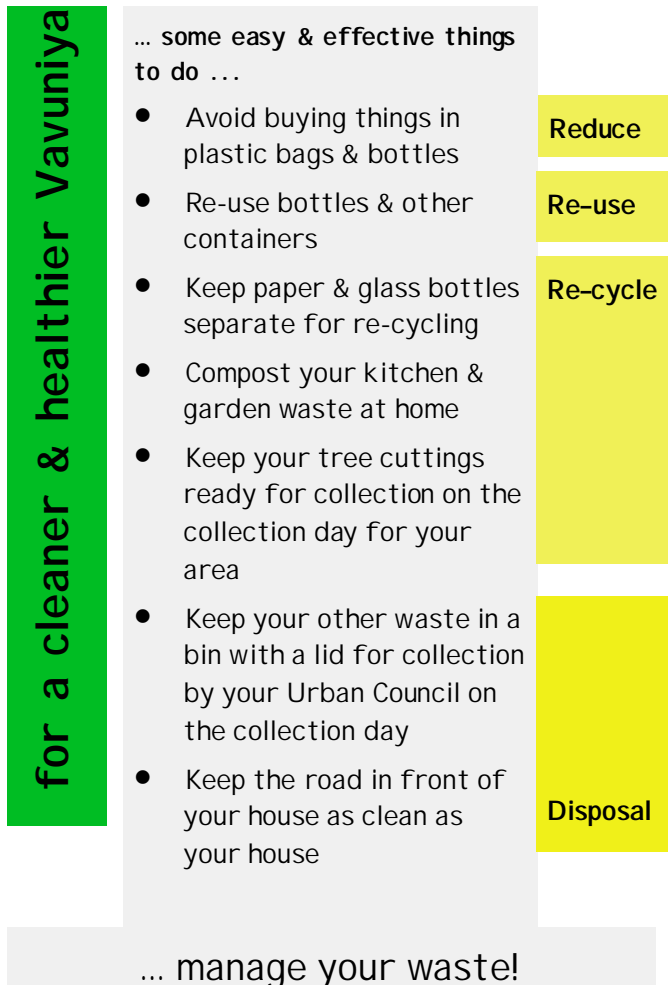 for a cleaner & healthier Vavuniya
... some easy & effective things
to do ...
● Avoid buying things in
plastic bags & bottles
Reduce
● Re-use bottles & other
containers
Re-use
● Keep paper & glass bottles
separate for re-cycling
Re-cycle
● Compost your kitchen &
garden waste at home
● Keep your tree cuttings
ready for collection on the
collection day for your
area
● Keep your other waste in a
bin with a lid for collection
by your Urban Council on
the collection day
● Keep the road in front of
your house as clean as
your house
Disposal
... manage your waste!